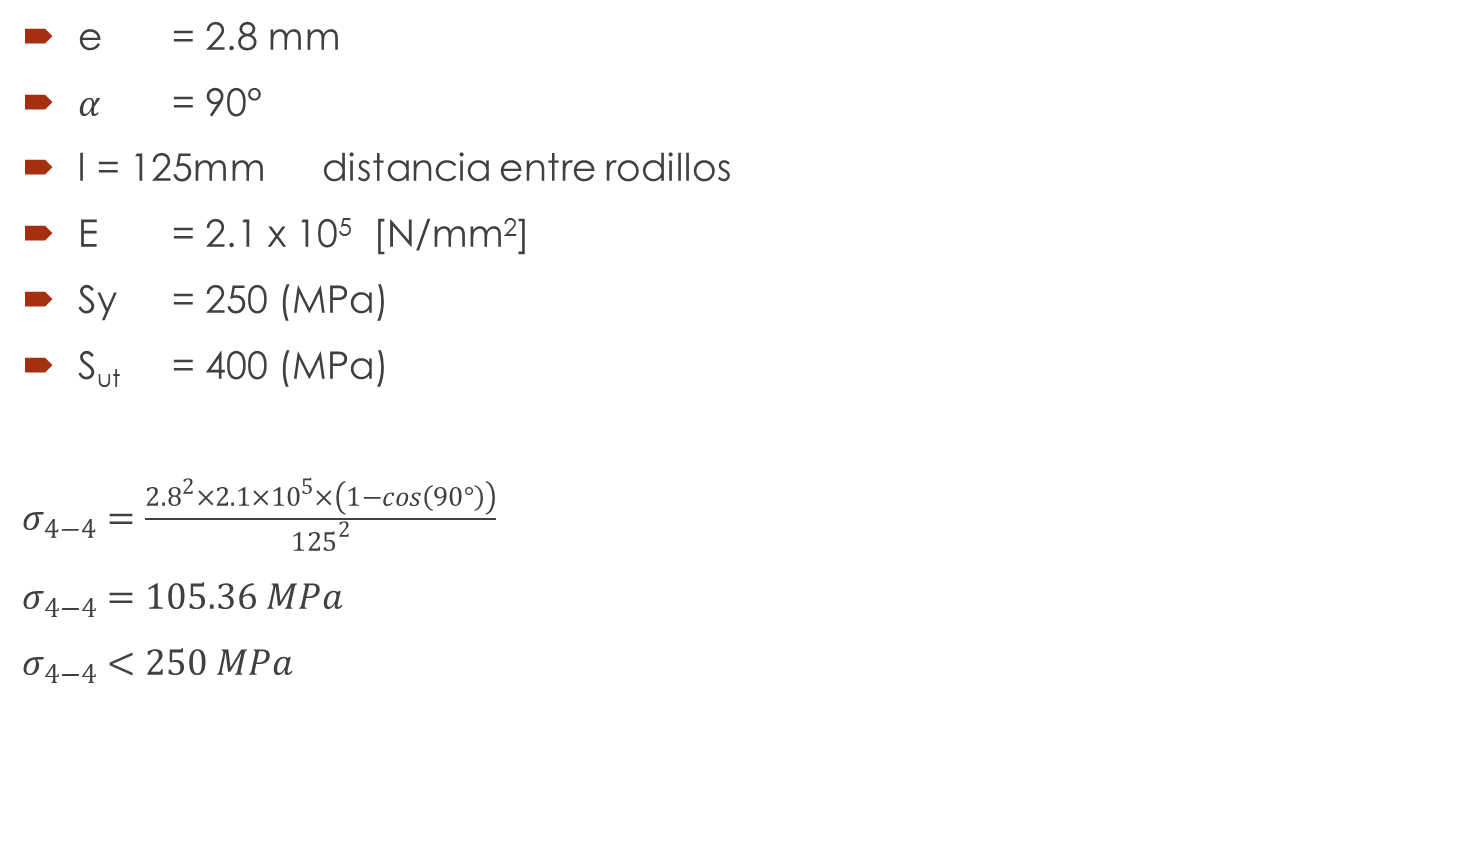 e = 2.8 mm
α = 90°
l = 125mm distancia entre rodillos
E = 2.1 x 10⁵ [N/mm²]
Sy = 250 (MPa)
Sᵤₜ = 400 (MPa)
σ₄₋₄ = 2.8²×2.1×10⁵×(1−cos(90°)) / 125²
σ₄₋₄ = 105.36 MPa
σ₄₋₄ < 250 MPa